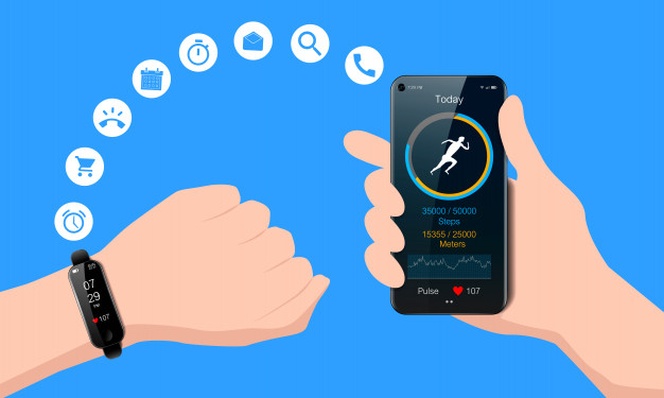 Today
35000 / 50000
Steps
15355 / 25000
Meters
Pulse 107
07
29
107